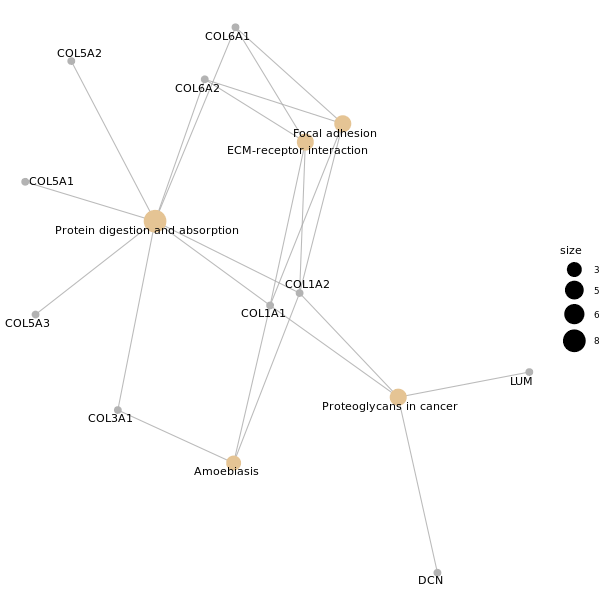 COL6A1
COL5A2
COL6A2
Focal adhesion
ECM-receptor interaction
COL5A1
Protein digestion and absorption
size
3
5
6
8
COL1A2
COL1A1
COL5A3
LUM
Proteoglycans in cancer
COL3A1
Amoebiasis
DCN